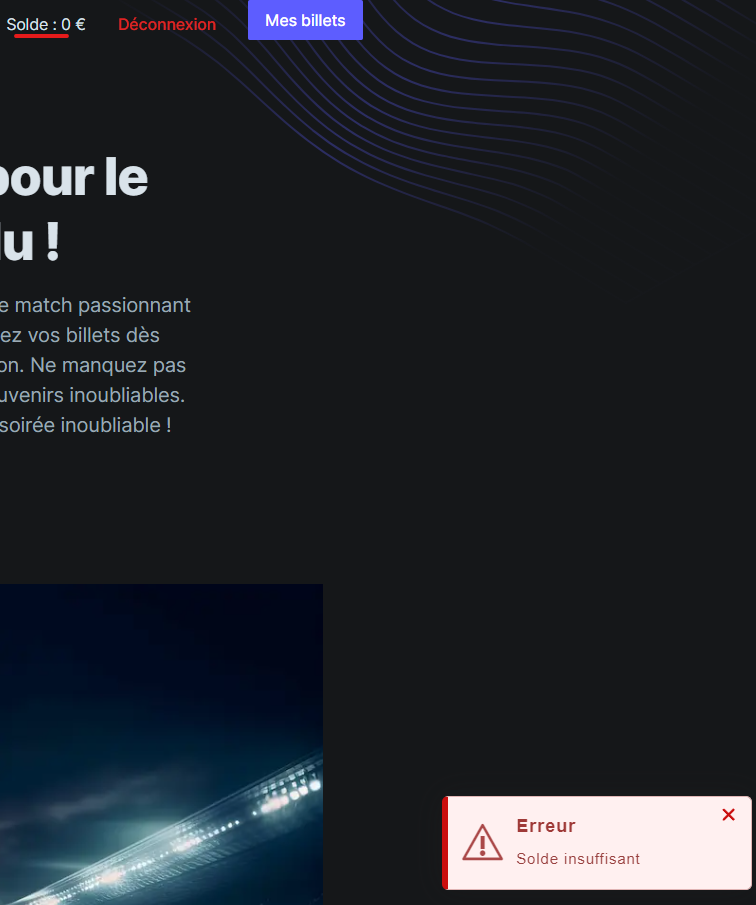 Solde : 0 €
Déconnexion
Mes billets
pour le
u !
e match passionnant
ez vos billets dès
on. Ne manquez pas
uvenirs inoubliables.
soirée inoubliable !
Erreur
Solde insuffisant